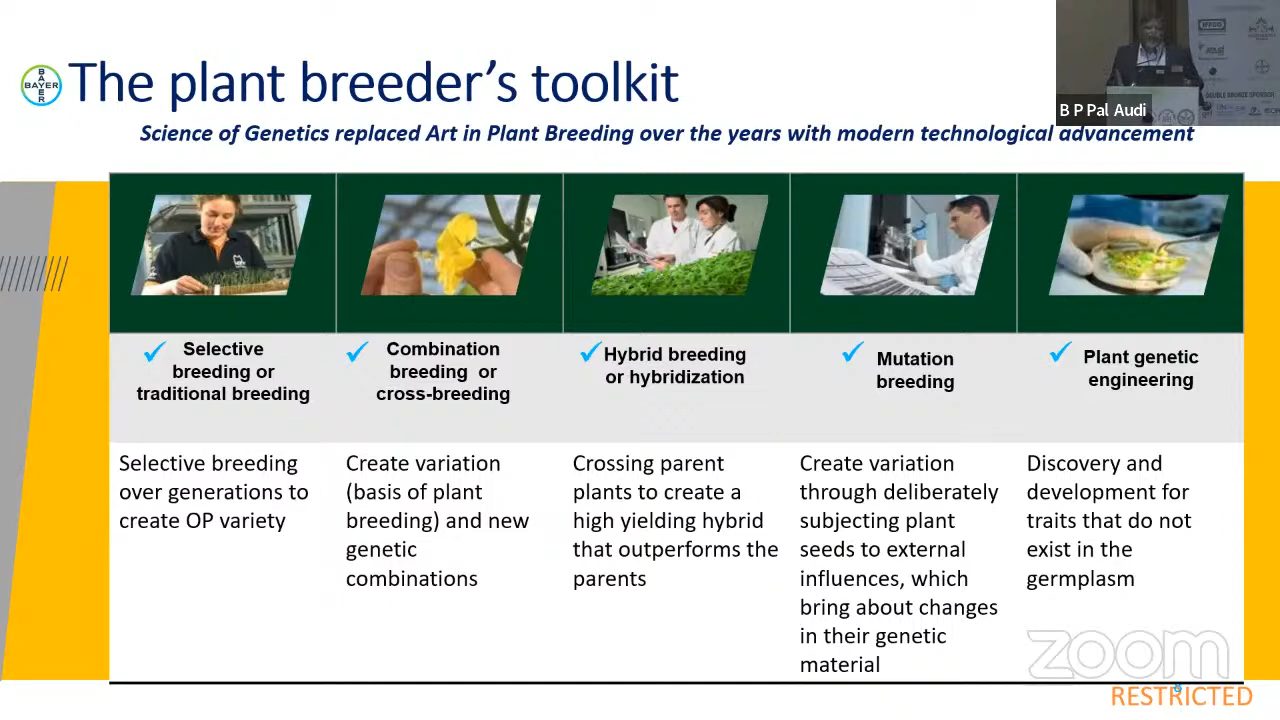 The plant breeder's toolkit
BAYER
BAYER
B P Pal Audi
IFFCO
DOUBLE BRONZE SPONSOR
Science of Genetics replaced Art in Plant Breeding over the years with modern technological advancement
Selective
breeding or
traditional breeding
Combination
breeding or
cross-breeding
Hybrid breeding
or hybridization
Mutation
breeding
Plant genetic
engineering
Selective breeding
over generations to
create OP variety
Create variation
(basis of plant
breeding) and new
genetic
combinations
Crossing parent
plants to create a
high yielding hybrid
that outperforms the
parents
Create variation
through deliberately
subjecting plant
seeds to external
influences, which
bring about changes
in their genetic
material
Discovery and
development for
traits that do not
exist in the
germplasm
zoom
RESTRICTED